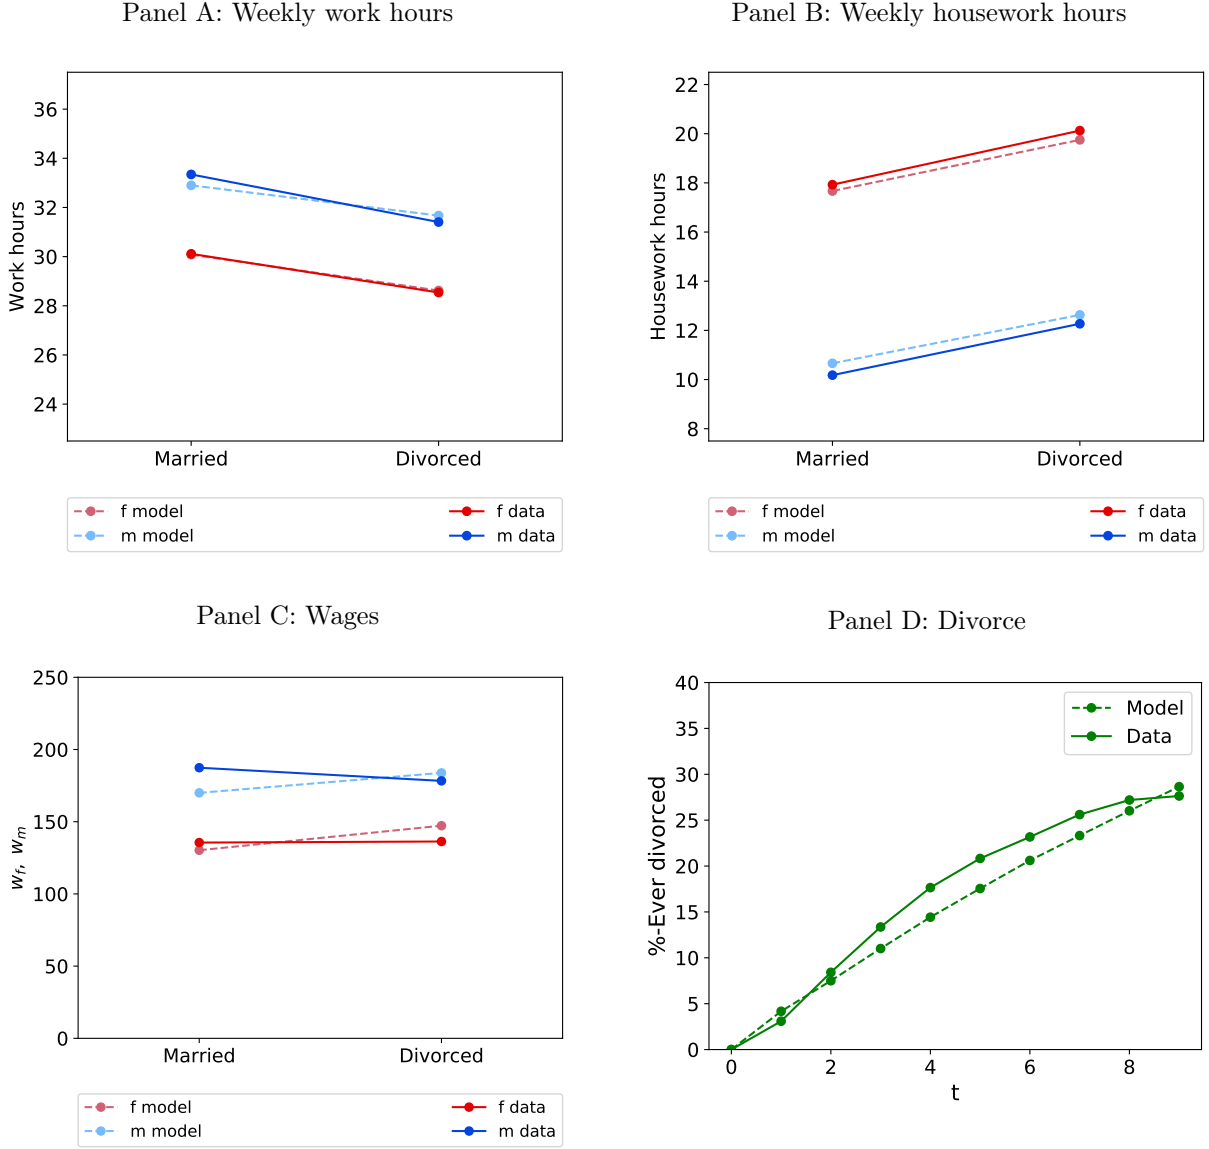 Panel A: Weekly work hours
36
34
32
30
28
26
24
Work hours
Married
Divorced
f model
m model
f data
m data
Panel B: Weekly housework hours
22
20
18
16
14
12
10
8
Housework hours
Married
Divorced
f model
m model
f data
m data
Panel C: Wages
250
200
150
100
50
0
w_f, w_m
Married
Divorced
f model
m model
f data
m data
Panel D: Divorce
40
35
30
25
20
15
10
5
0
%-Ever divorced
Model
Data
0
2
4
6
8
t